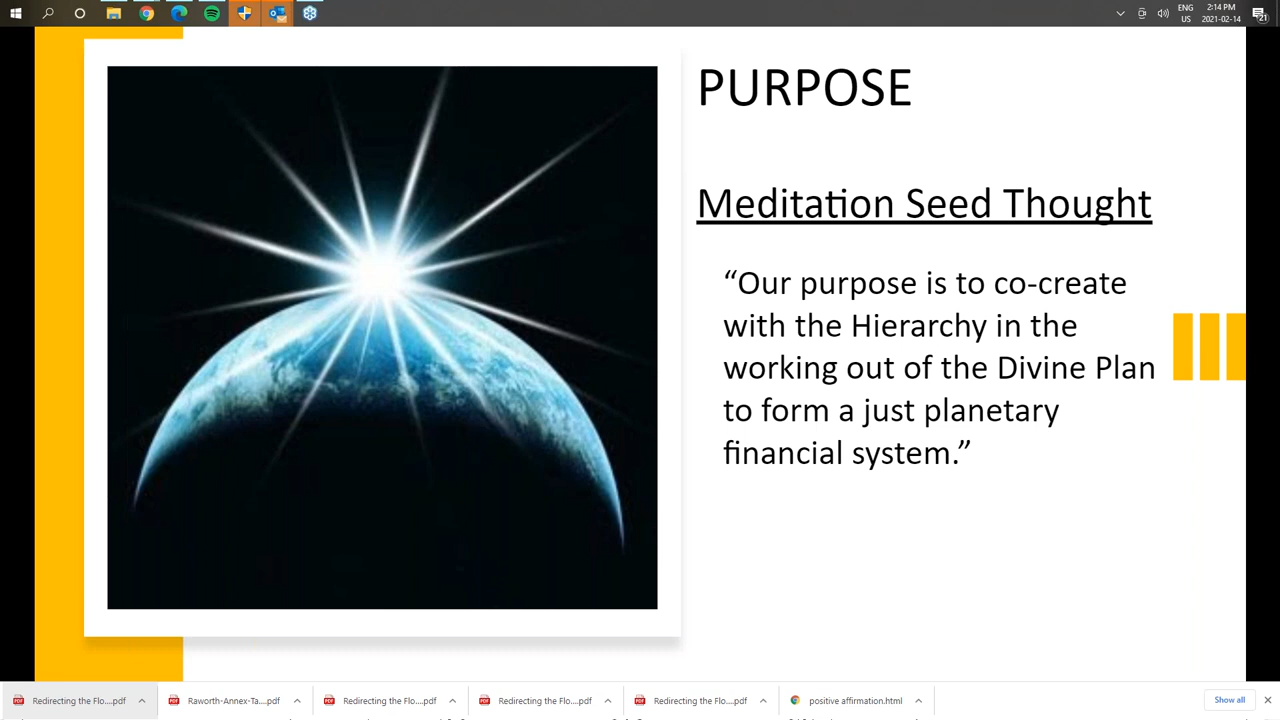 ENG
US
2:14 PM
2021-02-14
21
PURPOSE
Meditation Seed Thought
“Our purpose is to co-create
with the Hierarchy in the
working out of the Divine Plan
to form a just planetary
financial system.”
Redirecting the Flo....pdf
Raworth-Annex-Ta....pdf
Redirecting the Flo....pdf
Redirecting the Flo....pdf
Redirecting the Flo....pdf
positive affirmation.html
Show all